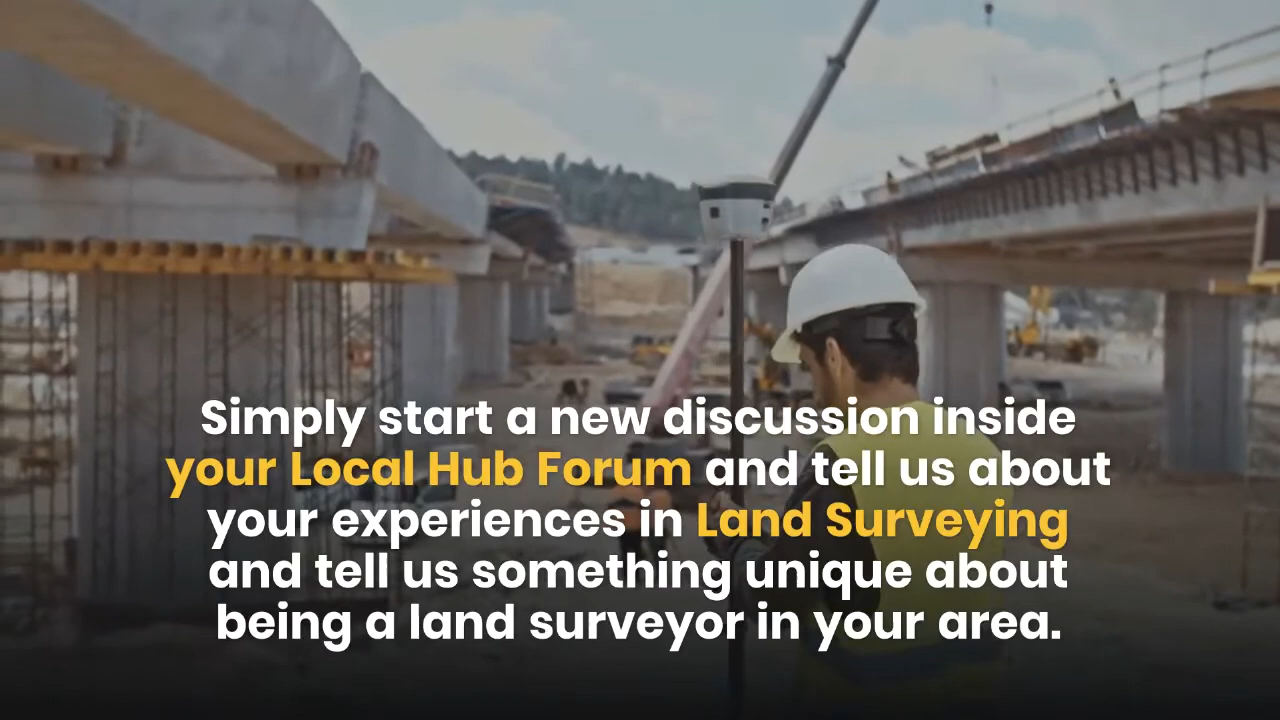 Simply start a new discussion inside
your Local Hub Forum and tell us about
your experiences in Land Surveying
and tell us something unique about
being a land surveyor in your area.